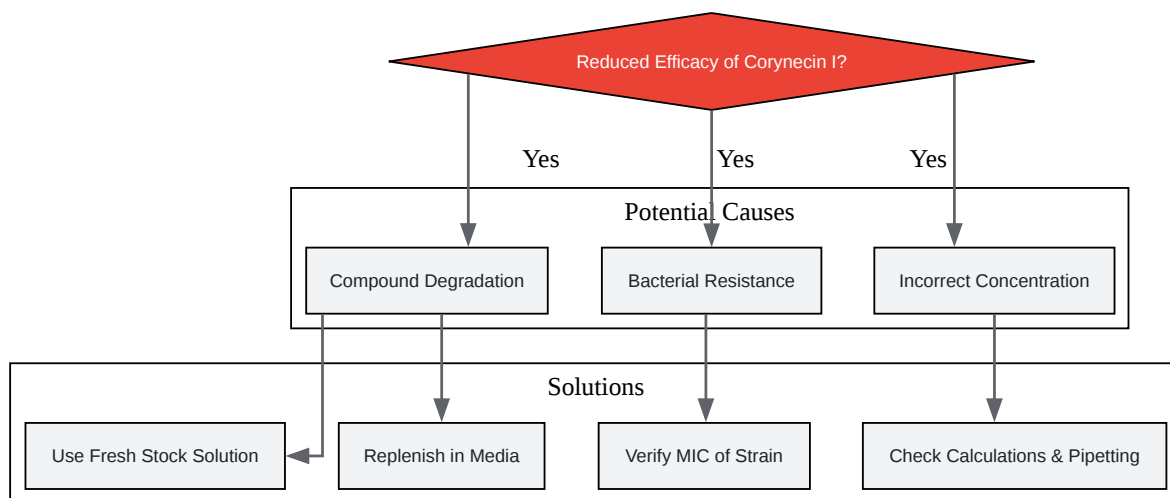 Reduced Efficacy of Corynecin I?
Yes
Yes
Yes
Potential Causes
Compound Degradation
Bacterial Resistance
Incorrect Concentration
Solutions
Use Fresh Stock Solution
Replenish in Media
Verify MIC of Strain
Check Calculations & Pipetting